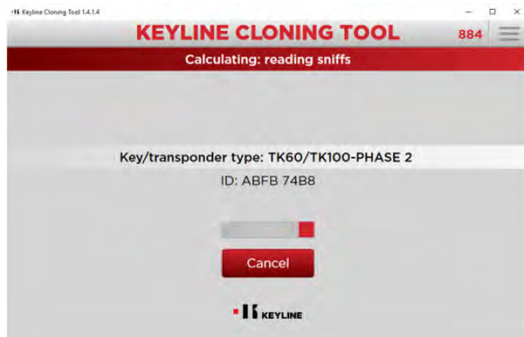 Keyline Cloning Tool 1.4.1.4
KEYLINE CLONING TOOL
884
Calculating: reading sniffs
Key/transponder type: TK60/TK100-PHASE 2
ID: ABFB 74B8
Cancel
KEYLINE